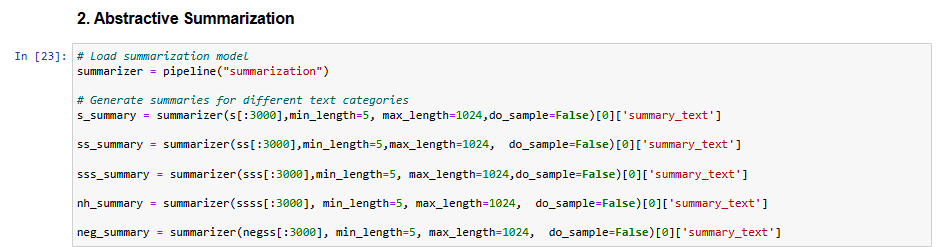 2. Abstractive Summarization
In [23]: # Load summarization model
summarizer = pipeline("summarization")
# Generate summaries for different text categories
s_summary = summarizer(s[:3000],min_length=5, max_length=1024,do_sample=False)[0]['summary_text']
ss_summary = summarizer(ss[:3000],min_length=5,max_length=1024,  do_sample=False)[0]['summary_text']
sss_summary = summarizer(sss[:3000],min_length=5, max_length=1024,do_sample=False)[0]['summary_text']
nh_summary = summarizer(ssss[:3000], min_length=5, max_length=1024,  do_sample=False)[0]['summary_text']
neg_summary = summarizer(negss[:3000], min_length=5, max_length=1024,  do_sample=False)[0]['summary_text']